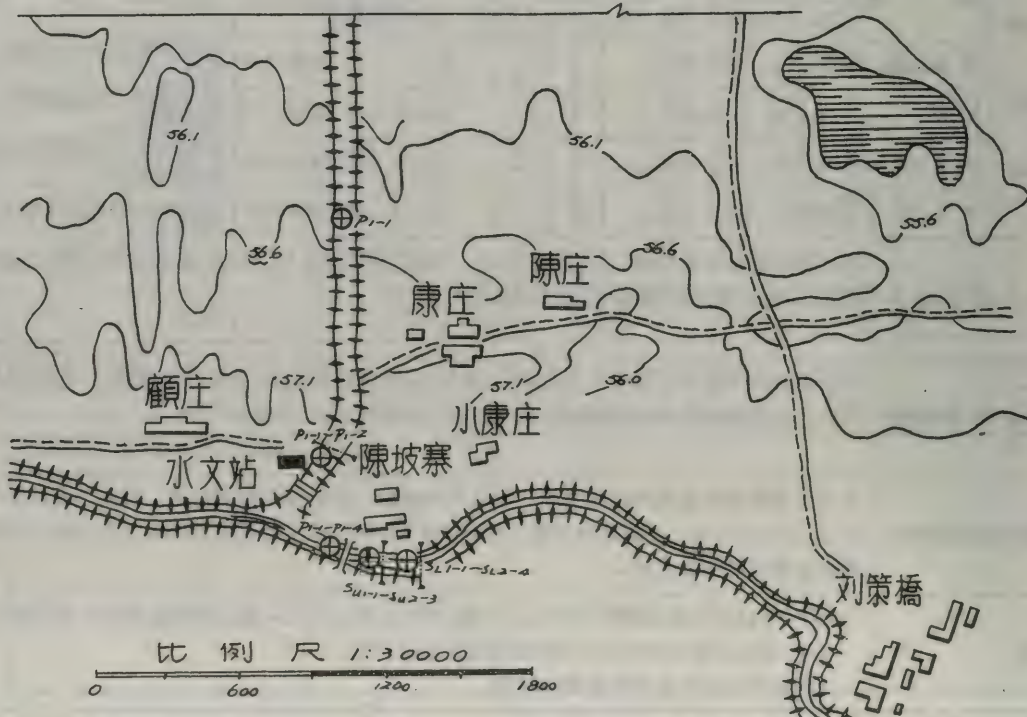 56.1
56.1
55.6
P1-1
56.6
56.6
陳庄
康庄
57.1
57.1
56.0
顧庄
小康庄
P1-1-P1-2
水文站
陳坡寨
P1-1-P1-4
SL1-1-SL2-4
SU1-1-SU2-3
刘策橋
比例尺 1:30000
0 600 1200 1800